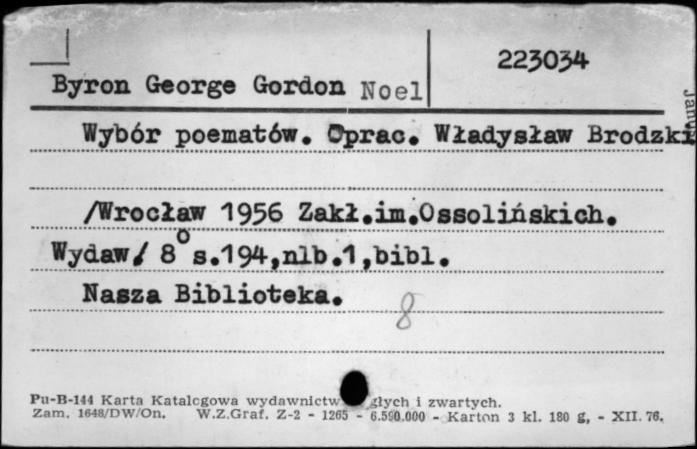 223034
Byron George Gordon Noel
Wybór poematów. Oprac. Władysław Brodzki
/Wrocław 1956 Zakł.im.Ossolińskich.
Wydaw/ 8° s.194,nlb.1,bibl.
Nasza Biblioteka.
8
Pu-B-144 Karta Katalogowa wydawnictw głych i zwartych.
Zam. 1648/DW/On. W.Z.Graf. Z-2 - 1265 - 6.590.000 - Karton 3 kl. 180 g, - XII. 76.